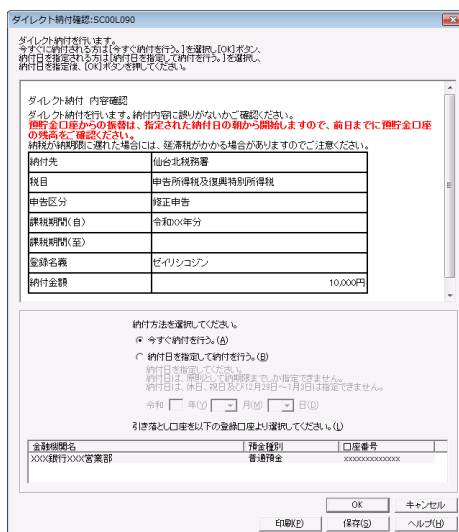 ダイレクト納付確認:SC00L090
ダイレクト納付を行います。
今すぐに納付される方は[今すぐ納付を行う。]を選択し[OK]ボタン、
納付日を指定される方は[納付日を指定して納付を行う。]を選択し、
納付日を指定後、[OK]ボタンを押してください。
ダイレクト納付 内容確認
ダイレクト納付を行います。納付内容に誤りがないかご確認ください。
預貯金口座からの振替は、指定された納付日の朝から開始しますので、前日までに預貯金口座
の残高をご確認ください。
納税が納期限に遅れた場合には、延滞税がかかる場合がありますのでご注意ください。
納付先 仙台北税務署
税目 申告所得税及復興特別所得税
申告区分 修正申告
課税期間(自) 令和XX年分
課税期間(至)
登録名義 ゼイリシコジン
納付金額 10,000円
納付方法を選択してください。
今すぐ納付を行う。(A)
納付日を指定して納付を行う。(B)
納付日を指定してください。
納付日は、原則として納期限までしか指定できません。
納付日は、休日、祝日及び12月29日~1月3日は指定できません。
令和 年(Y) 月(M) 日(D)
引き落とし口座を以下の登録口座より選択してください。(L)
金融機関名 預金種別 口座番号
XXX銀行XXX営業部 普通預金 xxxxxxxxxxxxx
OK キャンセル
印刷(P) 保存(S) ヘルプ(H)